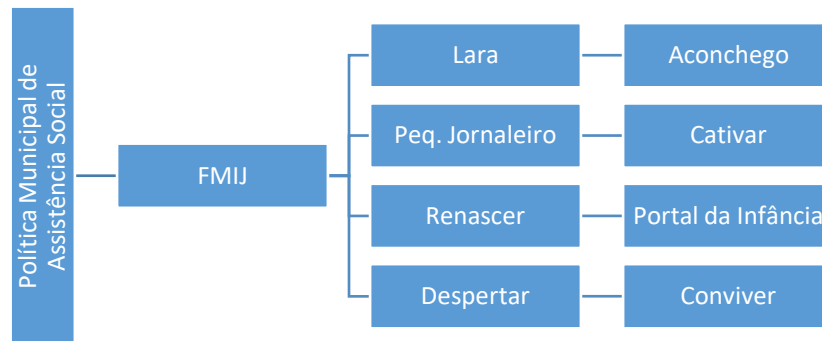 Política Municipal de
Assistência Social
FMIJ
Lara
Aconchego
Peq. Jornaleiro
Cativar
Renascer
Portal da Infância
Despertar
Conviver